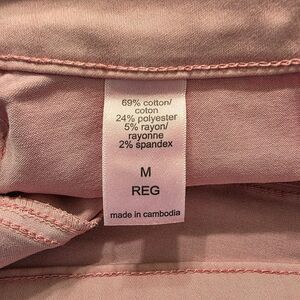 69% cotton/
coton
24% polyester
5% rayon/
rayonne
2% spandex
M
REG
made in cambodia